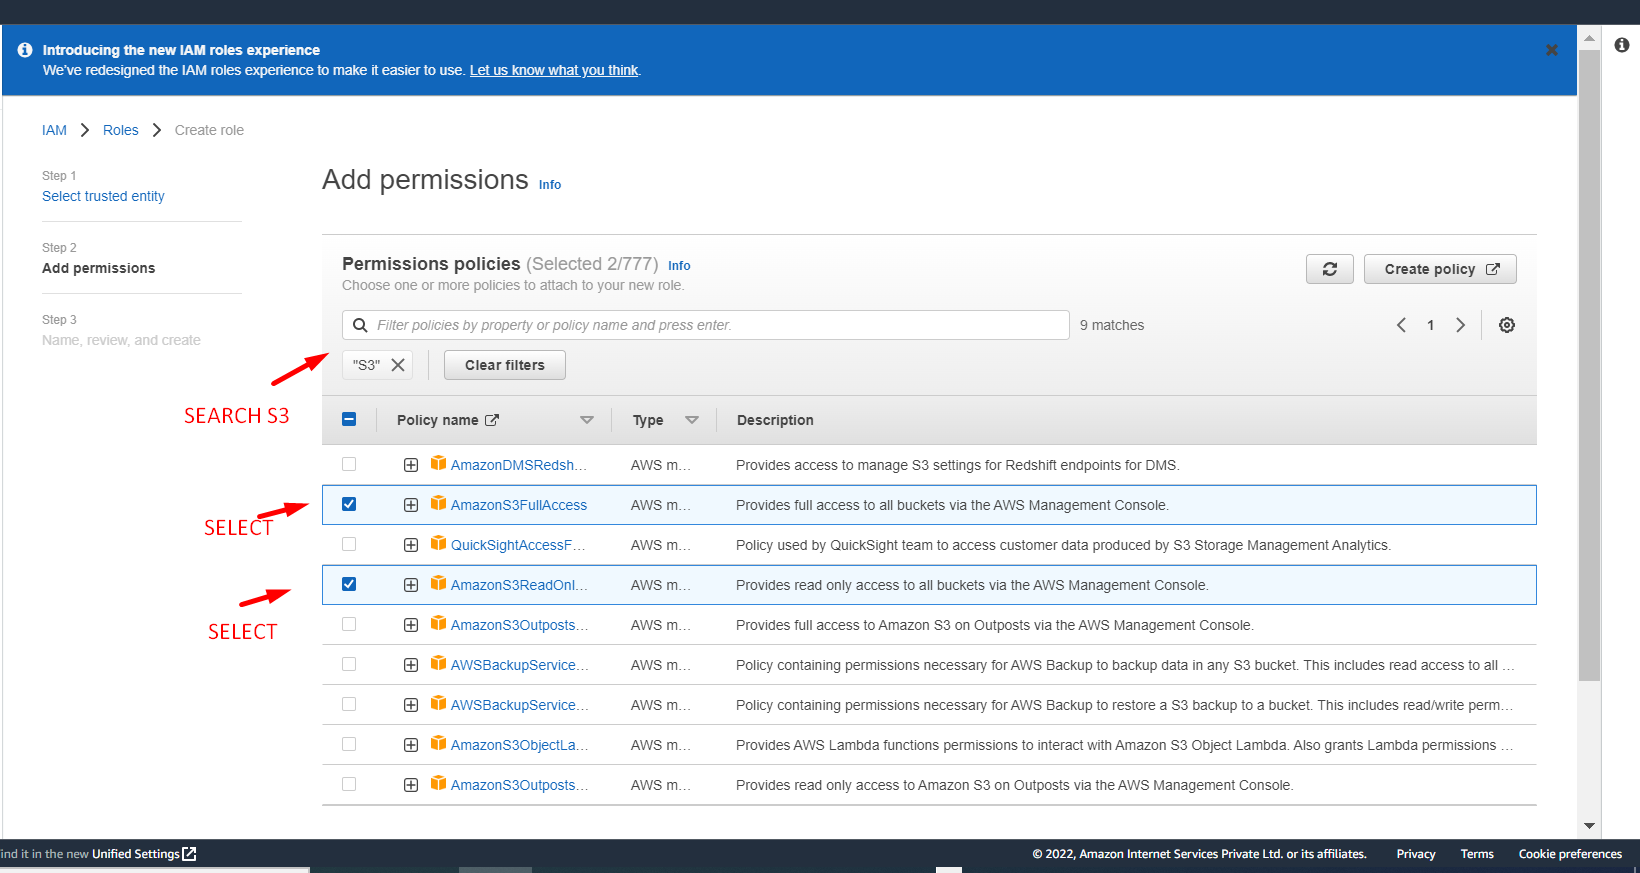 Introducing the new IAM roles experience
We've redesigned the IAM roles experience to make it easier to use. Let us know what you think.
IAM > Roles > Create role
Step 1
Select trusted entity
Step 2
Add permissions
Step 3
Name, review, and create
Add permissions Info
Permissions policies (Selected 2/777) Info
Choose one or more policies to attach to your new role.
Create policy
Filter policies by property or policy name and press enter.
9 matches
1
"S3"
Clear filters
SEARCH S3
Policy name Type Description
AmazonDMSRedsh... AWS m... Provides access to manage S3 settings for Redshift endpoints for DMS.
AmazonS3FullAccess AWS m... Provides full access to all buckets via the AWS Management Console.
SELECT
QuickSightAccessF... AWS m... Policy used by QuickSight team to access customer data produced by S3 Storage Management Analytics.
AmazonS3ReadOnl... AWS m... Provides read only access to all buckets via the AWS Management Console.
SELECT
AmazonS3Outposts... AWS m... Provides full access to Amazon S3 on Outposts via the AWS Management Console.
AWSBackupService... AWS m... Policy containing permissions necessary for AWS Backup to backup data in any S3 bucket. This includes read access to all ...
AWSBackupService... AWS m... Policy containing permissions necessary for AWS Backup to restore a S3 backup to a bucket. This includes read/write perm...
AmazonS3ObjectLa... AWS m... Provides AWS Lambda functions permissions to interact with Amazon S3 Object Lambda. Also grants Lambda permissions ...
AmazonS3Outposts... AWS m... Provides read only access to Amazon S3 on Outposts via the AWS Management Console.
ind it in the new Unified Settings
© 2022, Amazon Internet Services Private Ltd. or its affiliates. Privacy Terms Cookie preferences